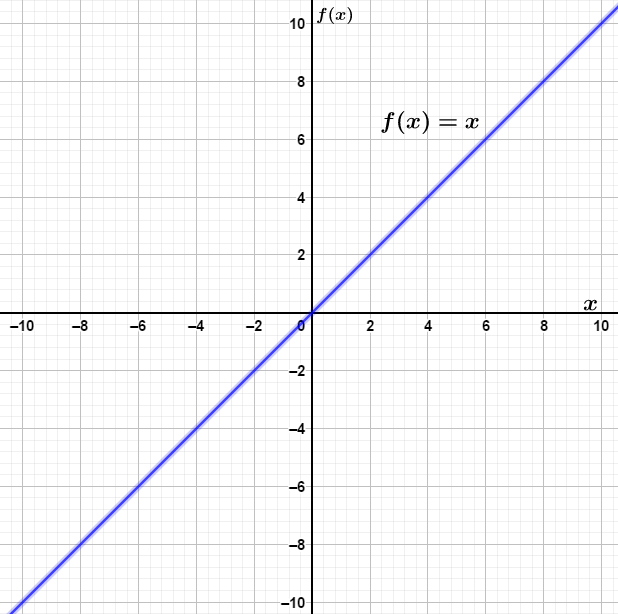 f(x)
10
8
f(x) = x
6
4
2
x
–10 –8 –6 –4 –2 0 2 4 6 8 10
–2
–4
–6
–8
–10